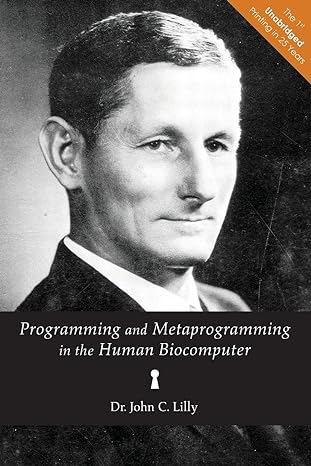 The 1st
Unabridged
Printing in 25 Years
Programming and Metaprogramming
in the Human Biocomputer
Dr. John C. Lilly